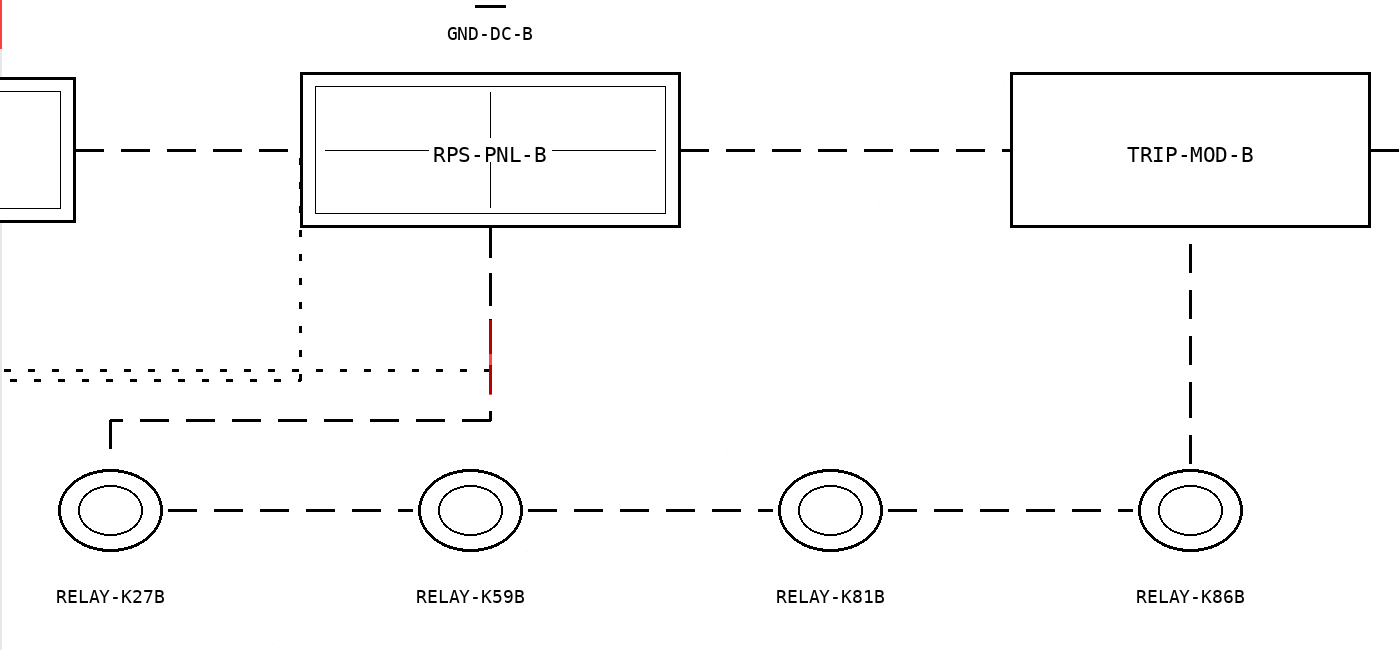 GND-DC-B
RPS-PNL-B
TRIP-MOD-B
RELAY-K27B
RELAY-K59B
RELAY-K81B
RELAY-K86B